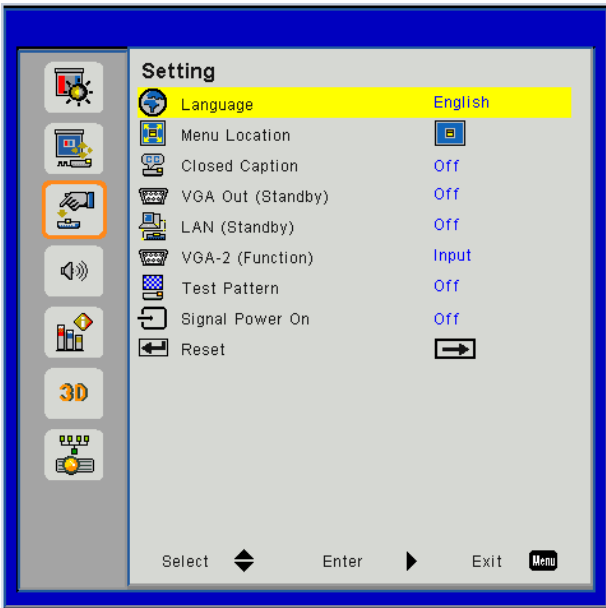 Setting
Language English
Menu Location
Closed Caption Off
VGA Out (Standby) Off
LAN (Standby) Off
VGA-2 (Function) Input
Test Pattern Off
Signal Power On Off
Reset
3D
Select Enter Exit Menu